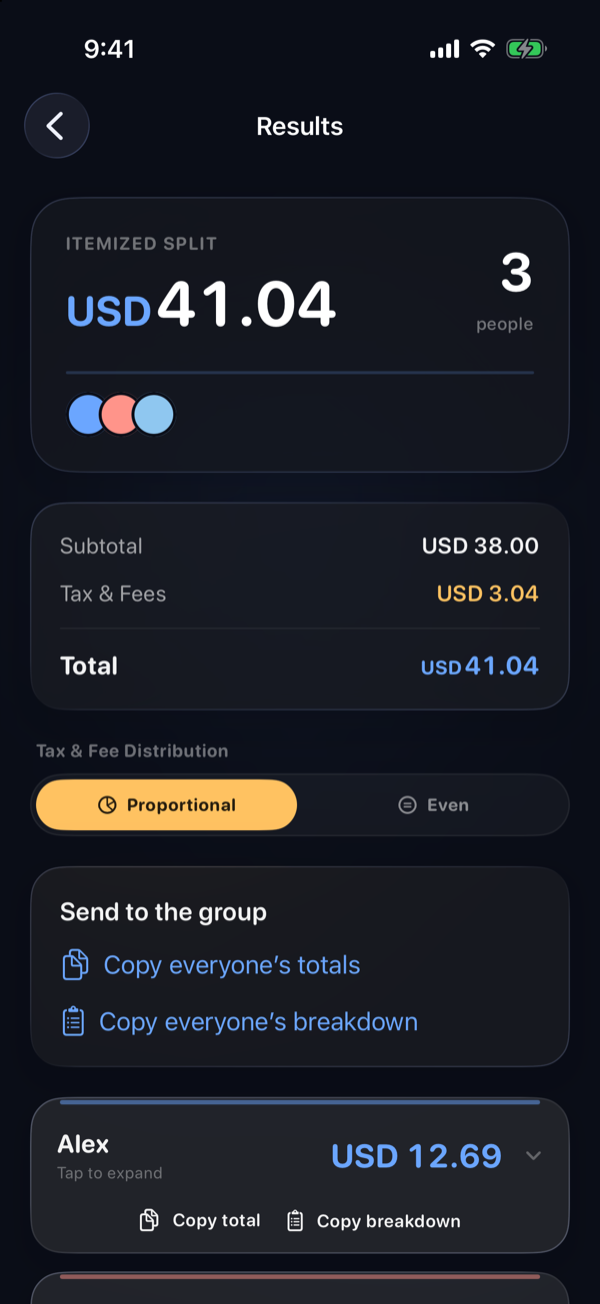 9:41
Results
ITEMIZED SPLIT
USD 41.04
3
people
Subtotal USD 38.00
Tax & Fees USD 3.04
Total USD 41.04
Tax & Fee Distribution
Proportional Even
Send to the group
Copy everyone’s totals
Copy everyone’s breakdown
Alex USD 12.69
Tap to expand
Copy total Copy breakdown